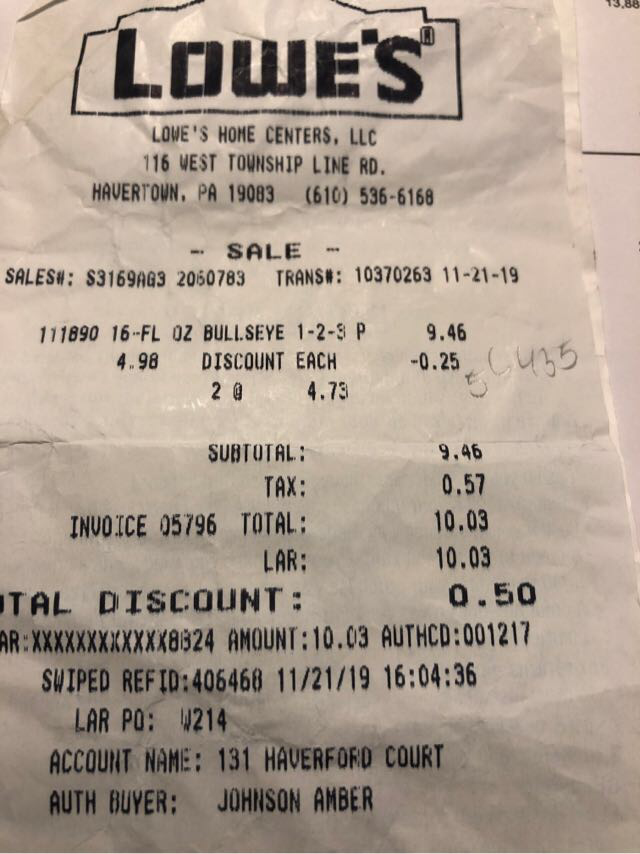 LOWE'S®
LOWE'S HOME CENTERS, LLC
116 WEST TOWNSHIP LINE RD.
HAVERTOWN, PA 19083 (610) 536-6168
- SALE -
SALES#: S3169AG3 2060783 TRANS#: 10370263 11-21-19
111890 16-FL OZ BULLSEYE 1-2-3 P 9.46
4.98 DISCOUNT EACH -0.25
2 @ 4.73
SUBTOTAL: 9.46
TAX: 0.57
INVOICE 05796 TOTAL: 10.03
LAR: 10.03
OTAL DISCOUNT: 0.50
AR:XXXXXXXXXXXX8824 AMOUNT:10.03 AUTHCD:001217
SWIPED REFID:406468 11/21/19 16:04:36
LAR PO: W214
ACCOUNT NAME: 131 HAVERFORD COURT
AUTH BUYER: JOHNSON AMBER